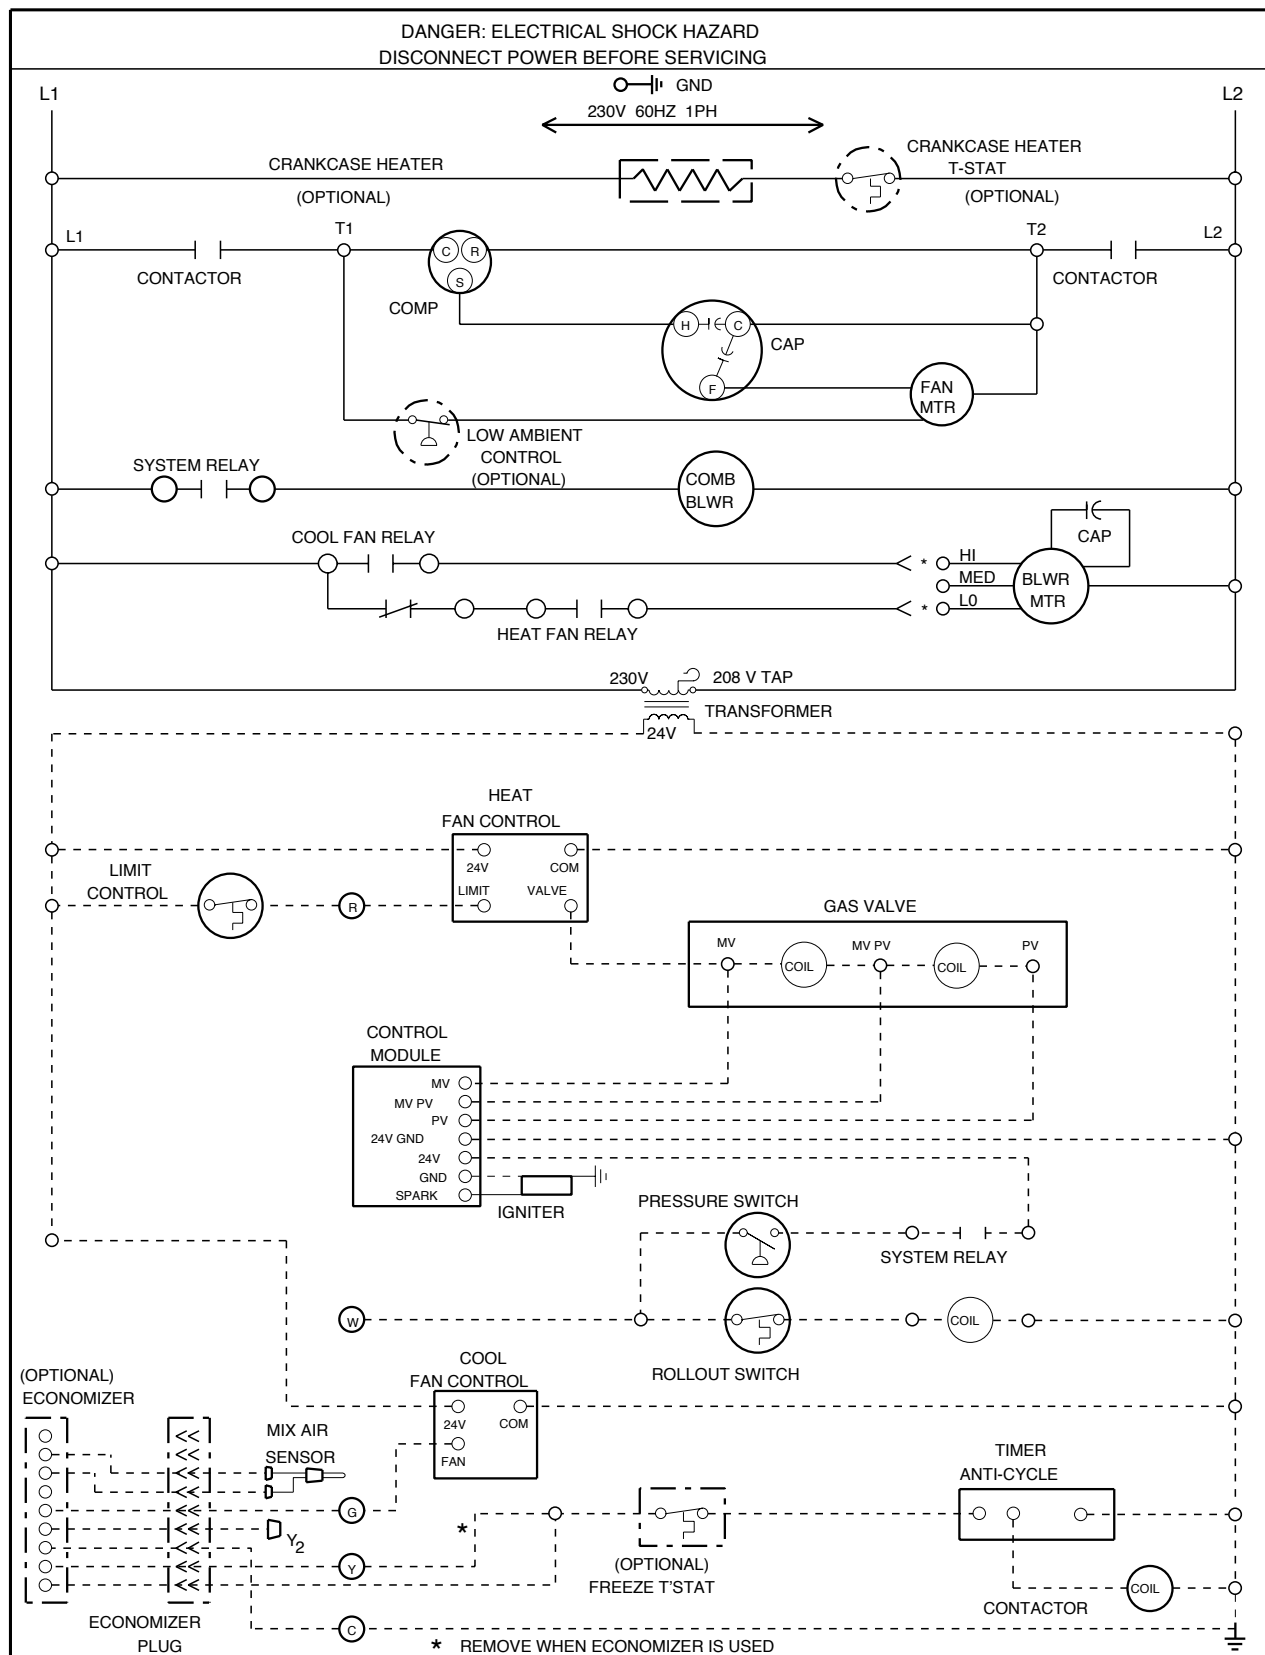 DANGER: ELECTRICAL SHOCK HAZARD
DISCONNECT POWER BEFORE SERVICING
GND
L1
L2
230V 60HZ 1PH
CRANKCASE HEATER
(OPTIONAL)
CRANKCASE HEATER
T-STAT
(OPTIONAL)
L1
T1
T2
L2
CONTACTOR
C
R
S
COMP
CONTACTOR
H
C
F
CAP
FAN
MTR
LOW AMBIENT
CONTROL
(OPTIONAL)
SYSTEM RELAY
COMB
BLWR
COOL FAN RELAY
CAP
* HI
MED
* L0
BLWR
MTR
HEAT FAN RELAY
230V
208 V TAP
TRANSFORMER
24V
HEAT
FAN CONTROL
24V
COM
LIMIT
VALVE
LIMIT
CONTROL
R
GAS VALVE
MV
COIL
MV PV
COIL
PV
CONTROL
MODULE
MV
MV PV
PV
24V GND
24V
GND
SPARK
IGNITER
PRESSURE SWITCH
SYSTEM RELAY
W
COIL
ROLLOUT SWITCH
COOL
FAN CONTROL
24V
COM
FAN
(OPTIONAL)
ECONOMIZER
MIX AIR
SENSOR
TIMER
ANTI-CYCLE
G
Y2
*
Y
(OPTIONAL)
FREEZE T'STAT
COIL
CONTACTOR
ECONOMIZER
PLUG
C
* REMOVE WHEN ECONOMIZER IS USED